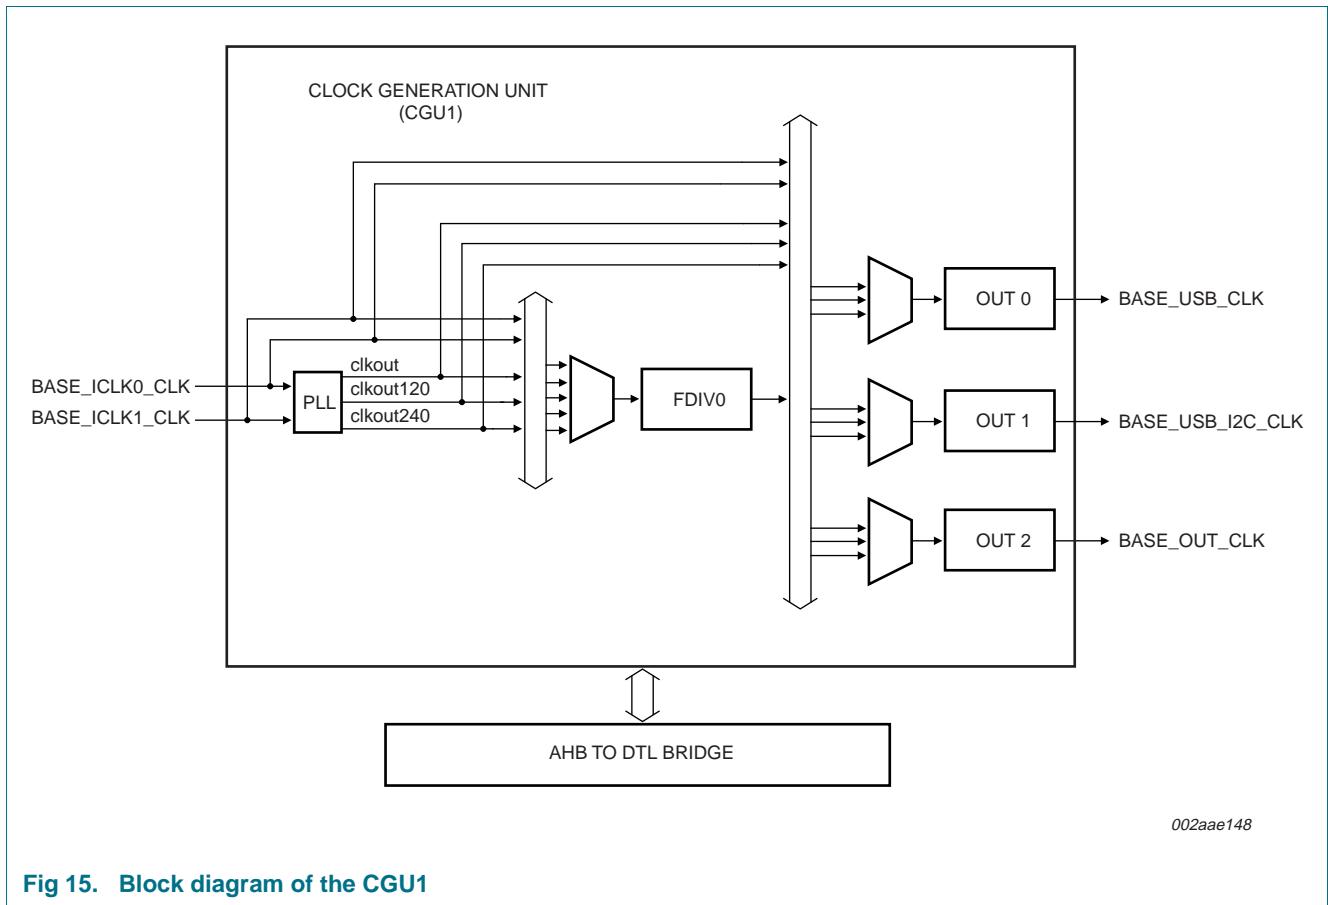 CLOCK GENERATION UNIT
(CGU1)
BASE_ICLK0_CLK
BASE_ICLK1_CLK
PLL
clkout
clkout120
clkout240
FDIV0
OUT 0
BASE_USB_CLK
OUT 1
BASE_USB_I2C_CLK
OUT 2
BASE_OUT_CLK
AHB TO DTL BRIDGE
002aae148
Fig 15. Block diagram of the CGU1